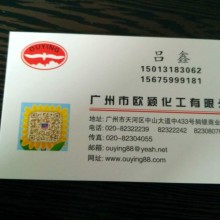 OUYING
吕鑫
15013183062
15675999181
广州市欧颖化工有限
地址: 广州市天河区中山大道中433号
电话: 020-82322239 82322242
传真: 020-82304055
邮箱: ouying88@yeah.net
网址: www.ouying88.com